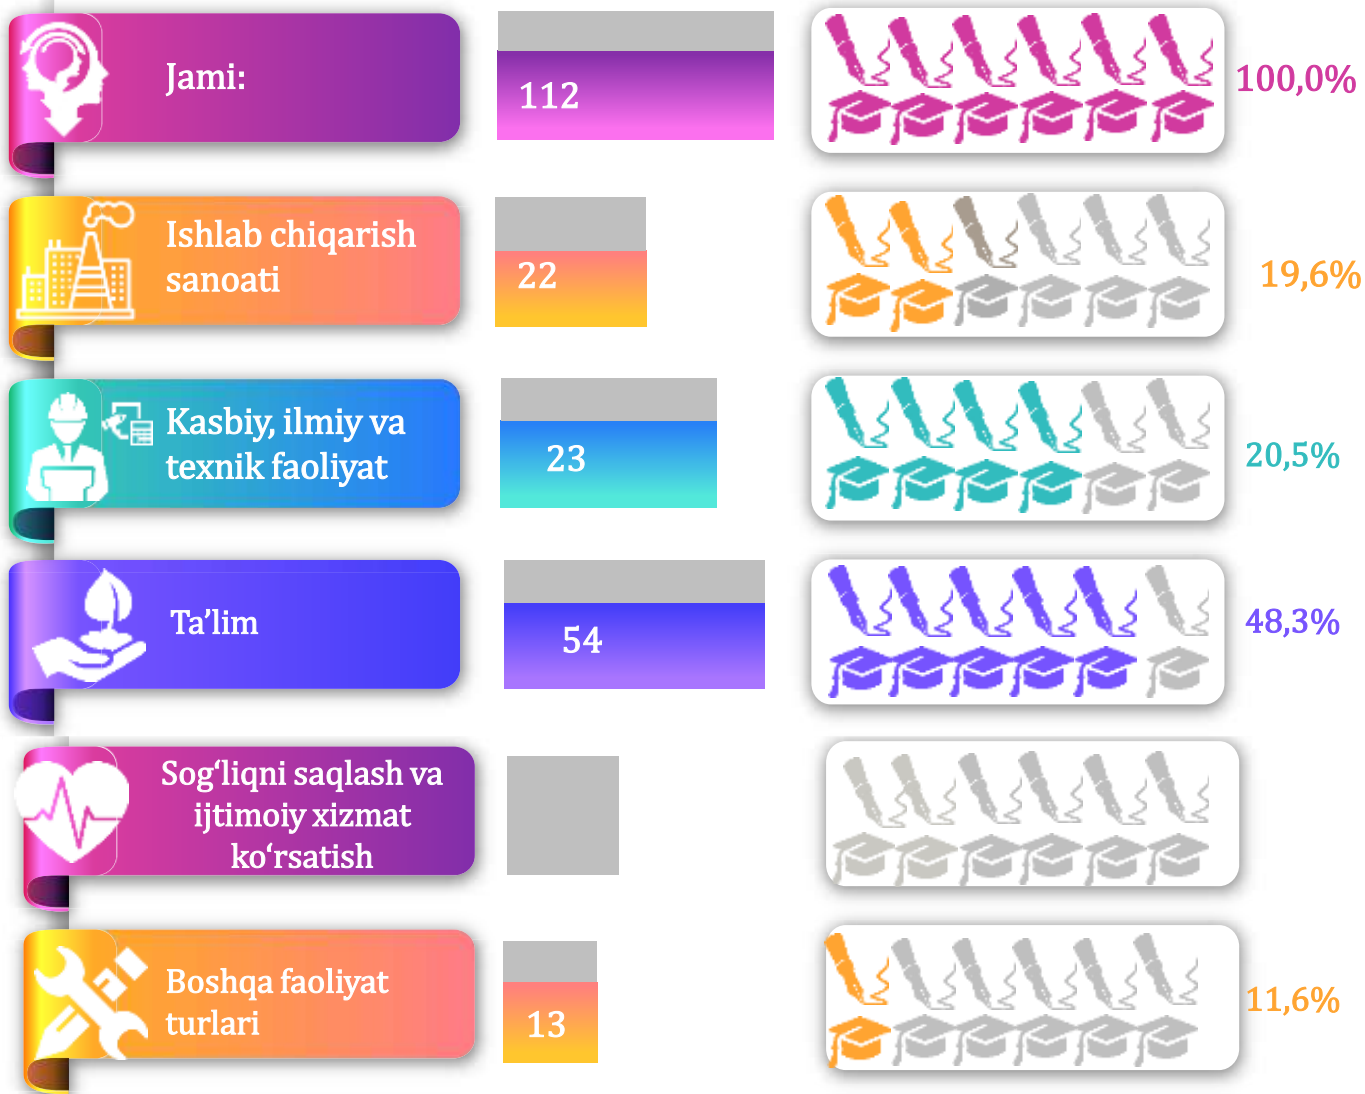 Jami:
112
100,0%
Ishlab chiqarish
sanoati
22
19,6%
Kasbiy, ilmiy va
texnik faoliyat
23
20,5%
Ta’lim
54
48,3%
Sog‘liqni saqlash va
ijtimoiy xizmat
ko‘rsatish
Boshqa faoliyat
turlari
13
11,6%